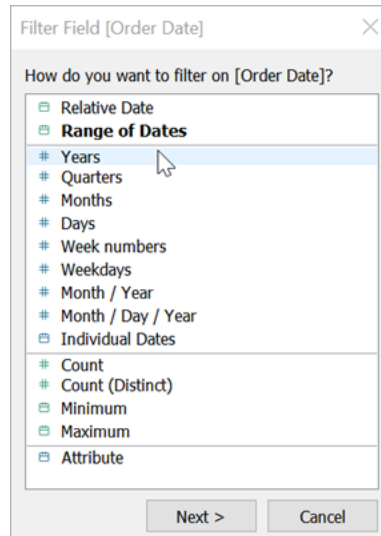 Filter Field [Order Date]
How do you want to filter on [Order Date]?
Relative Date
Range of Dates
# Years
# Quarters
# Months
# Days
# Week numbers
# Weekdays
# Month / Year
# Month / Day / Year
Individual Dates
# Count
# Count (Distinct)
Minimum
Maximum
Attribute
Next > Cancel